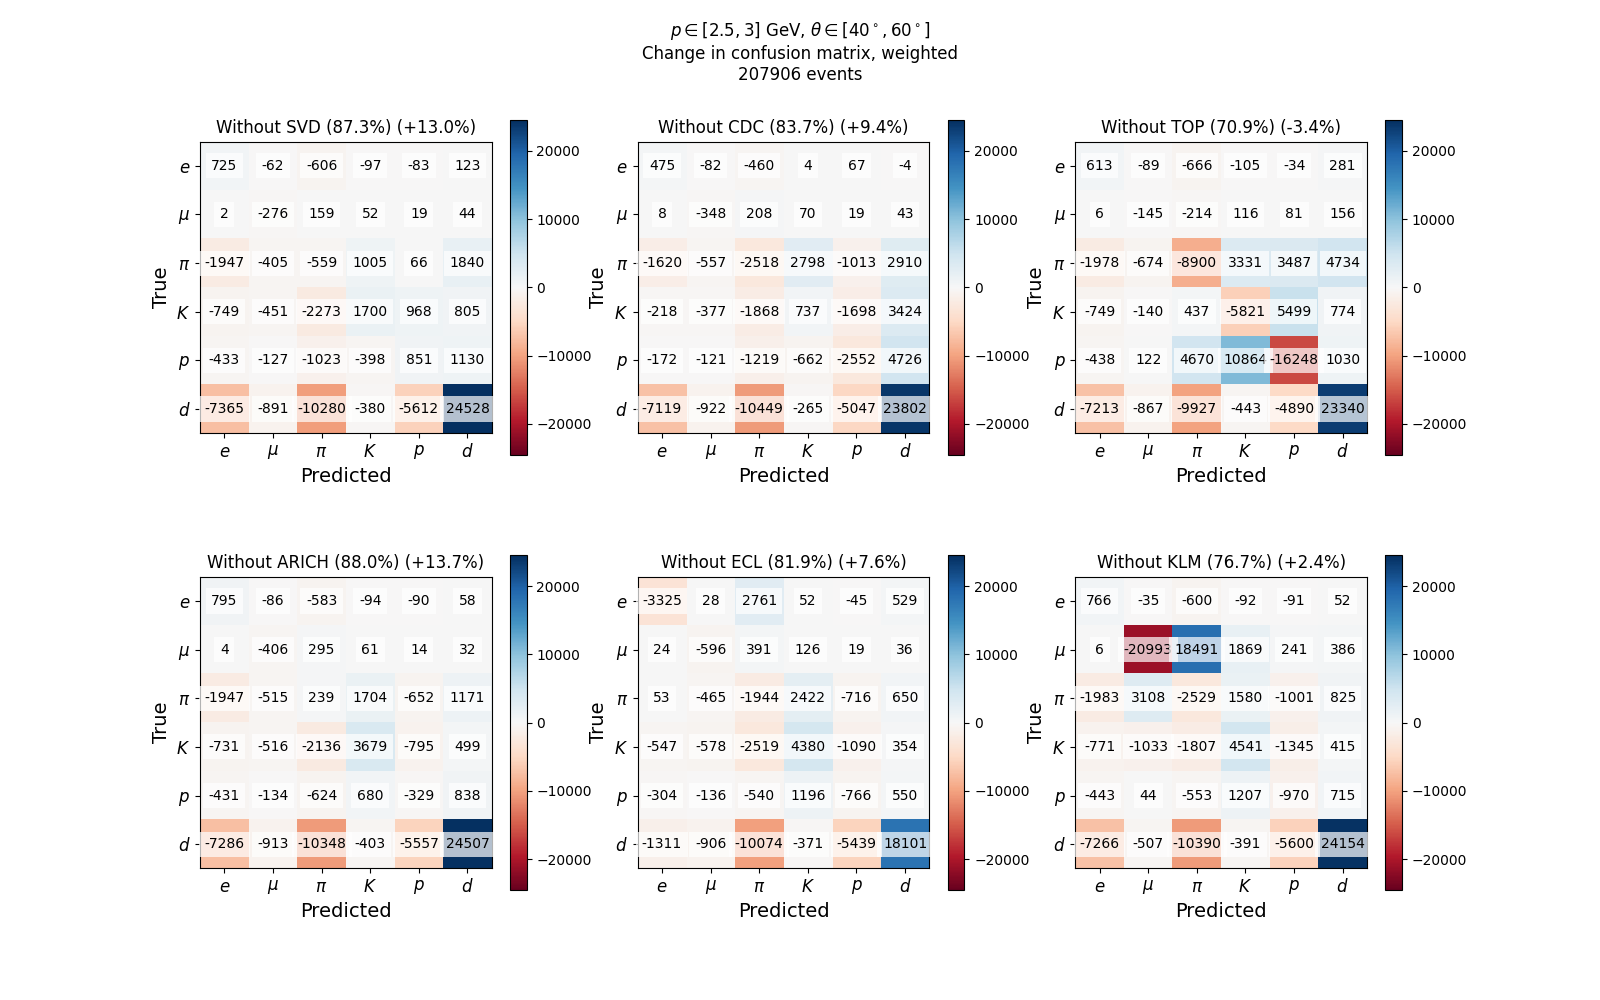 p ∈ [2.5, 3] GeV, θ ∈ [40°, 60°]
Change in confusion matrix, weighted
207906 events
Without SVD (87.3%) (+13.0%)
e 725 -62 -606 -97 -83 123
μ 2 -276 159 52 19 44
π -1947 -405 -559 1005 66 1840
K -749 -451 -2273 1700 968 805
p -433 -127 -1023 -398 851 1130
d -7365 -891 -10280 -380 -5612 24528
e μ π K p d
True
Predicted
20000
10000
0
−10000
−20000
Without CDC (83.7%) (+9.4%)
e 475 -82 -460 4 67 -4
μ 8 -348 208 70 19 43
π -1620 -557 -2518 2798 -1013 2910
K -218 -377 -1868 737 -1698 3424
p -172 -121 -1219 -662 -2552 4726
d -7119 -922 -10449 -265 -5047 23802
e μ π K p d
True
Predicted
20000
10000
0
−10000
−20000
Without TOP (70.9%) (-3.4%)
e 613 -89 -666 -105 -34 281
μ 6 -145 -214 116 81 156
π -1978 -674 -8900 3331 3487 4734
K -749 -140 437 -5821 5499 774
p -438 122 4670 10864 -16248 1030
d -7213 -867 -9927 -443 -4890 23340
e μ π K p d
True
Predicted
20000
10000
0
−10000
−20000
Without ARICH (88.0%) (+13.7%)
e 795 -86 -583 -94 -90 58
μ 4 -406 295 61 14 32
π -1947 -515 239 1704 -652 1171
K -731 -516 -2136 3679 -795 499
p -431 -134 -624 680 -329 838
d -7286 -913 -10348 -403 -5557 24507
e μ π K p d
True
Predicted
20000
10000
0
−10000
−20000
Without ECL (81.9%) (+7.6%)
e -3325 28 2761 52 -45 529
μ 24 -596 391 126 19 36
π 53 -465 -1944 2422 -716 650
K -547 -578 -2519 4380 -1090 354
p -304 -136 -540 1196 -766 550
d -1311 -906 -10074 -371 -5439 18101
e μ π K p d
True
Predicted
20000
10000
0
−10000
−20000
Without KLM (76.7%) (+2.4%)
e 766 -35 -600 -92 -91 52
μ 6 -20993 18491 1869 241 386
π -1983 3108 -2529 1580 -1001 825
K -771 -1033 -1807 4541 -1345 415
p -443 44 -553 1207 -970 715
d -7266 -507 -10390 -391 -5600 24154
e μ π K p d
True
Predicted
20000
10000
0
−10000
−20000